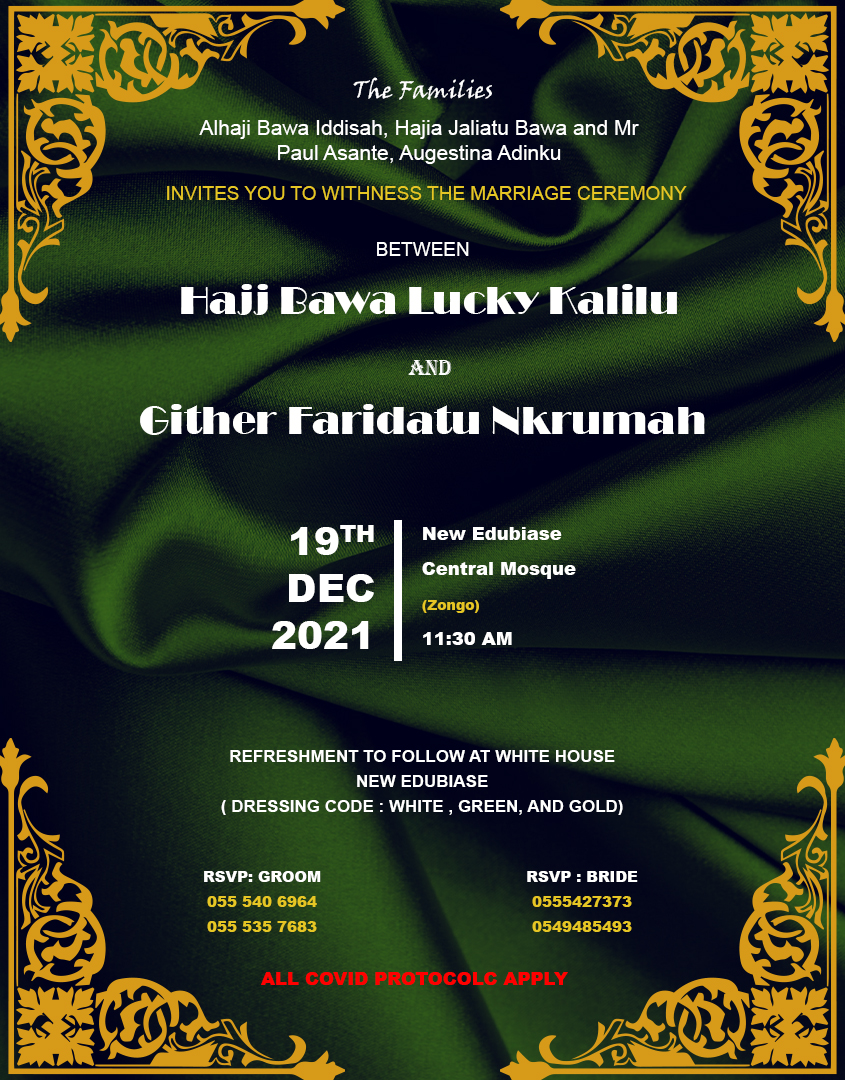 The Families
Alhaji Bawa Iddisah, Hajia Jaliatu Bawa and Mr
Paul Asante, Augestina Adinku
INVITES YOU TO WITHNESS THE MARRIAGE CEREMONY
BETWEEN
Hajj Bawa Lucky Kalilu
AND
Gither Faridatu Nkrumah
19TH
DEC
2021
New Edubiase
Central Mosque
(Zongo)
11:30 AM
REFRESHMENT TO FOLLOW AT WHITE HOUSE
NEW EDUBIASE
( DRESSING CODE : WHITE , GREEN, AND GOLD)
RSVP: GROOM
055 540 6964
055 535 7683
RSVP : BRIDE
0555427373
0549485493
ALL COVID PROTOCOLC APPLY